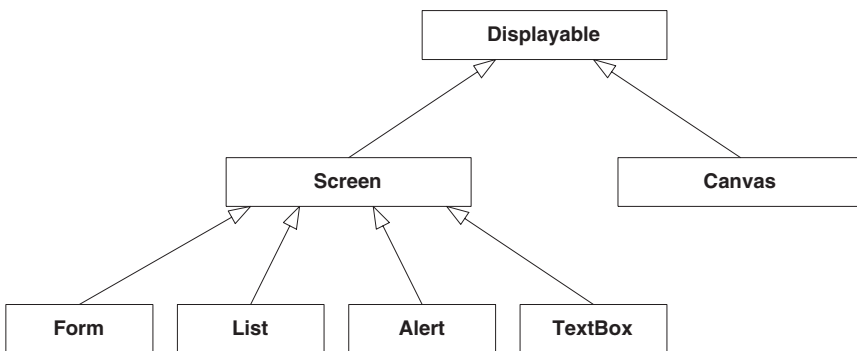 Displayable
Screen
Canvas
Form
List
Alert
TextBox